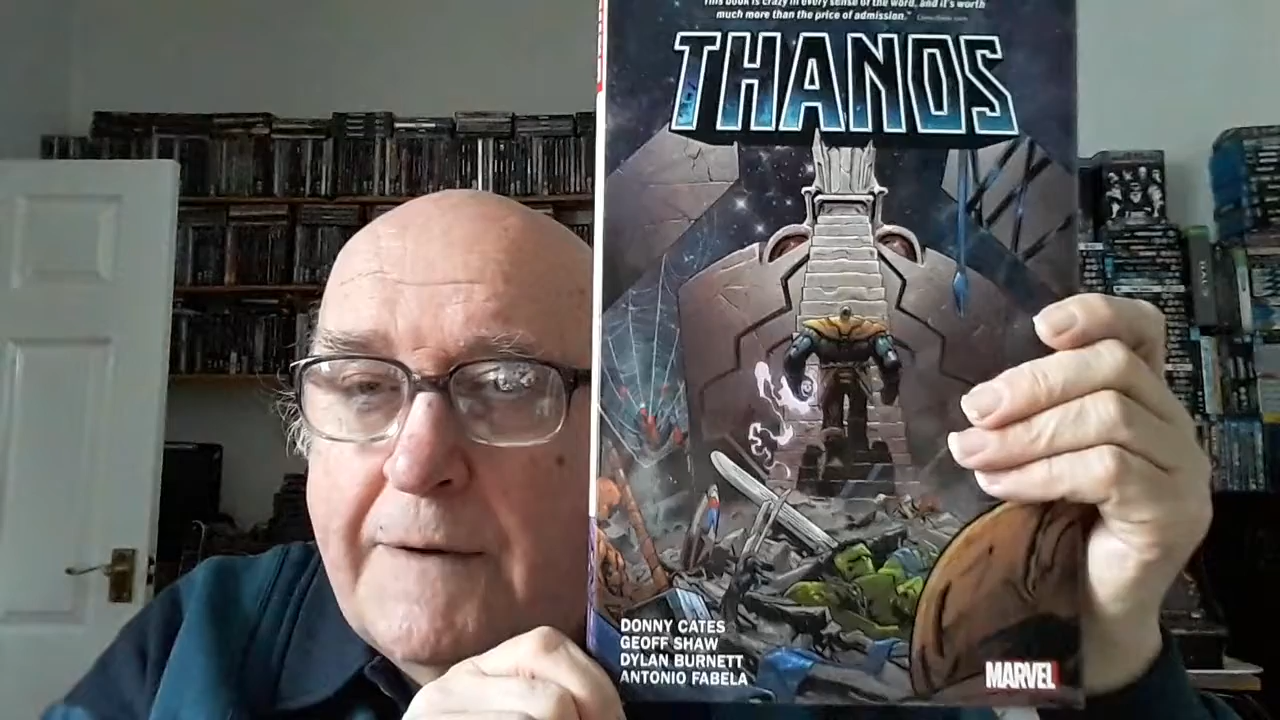 This book is crazy in every sense of the word, and it's worth
much more than the price of admission."
THANOS
DONNY CATES
GEOFF SHAW
DYLAN BURNETT
ANTONIO FABELA
MARVEL